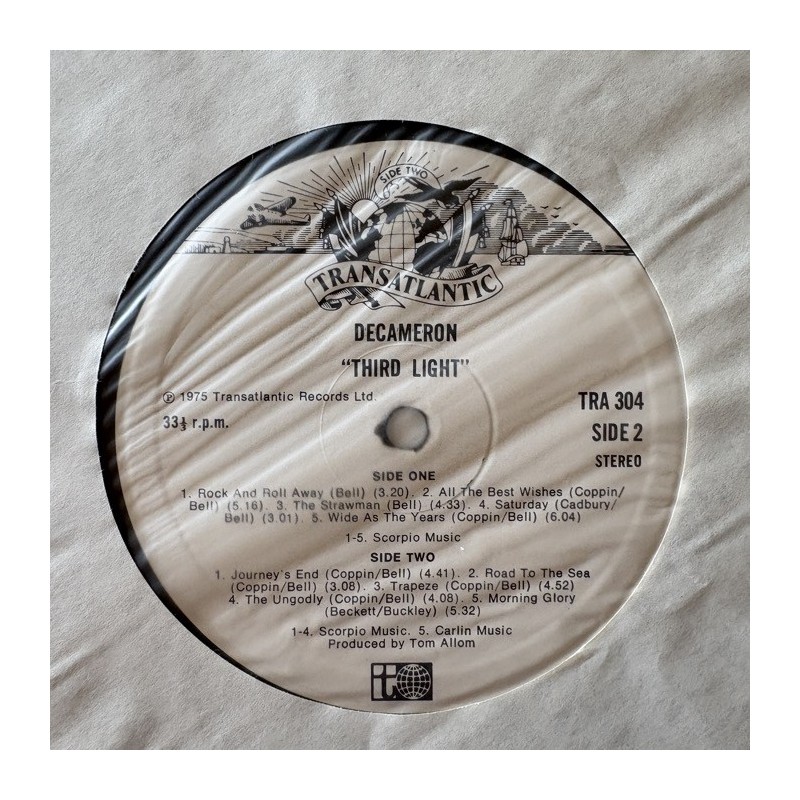 SIDE TWO
TRANSATLANTIC
DECAMERON
"THIRD LIGHT"
℗ 1975 Transatlantic Records Ltd.
33⅓ r.p.m.
TRA 304
SIDE 2
STEREO
SIDE ONE
1. Rock And Roll Away (Bell) (3.20). 2. All The Best Wishes (Coppin/
Bell) (5.16). 3. The Strawman (Bell) (4.33). 4. Saturday (Cadbury/
Bell) (3.01). 5. Wide As The Years (Coppin/Bell) (6.04)
1-5. Scorpio Music
SIDE TWO
1. Journey's End (Coppin/Bell) (4.41). 2. Road To The Sea
(Coppin/Bell) (3.08). 3. Trapeze (Coppin/Bell) (4.52)
4. The Ungodly (Coppin/Bell) (4.08). 5. Morning Glory
(Beckett/Buckley) (5.32)
1-4. Scorpio Music. 5. Carlin Music
Produced by Tom Allom